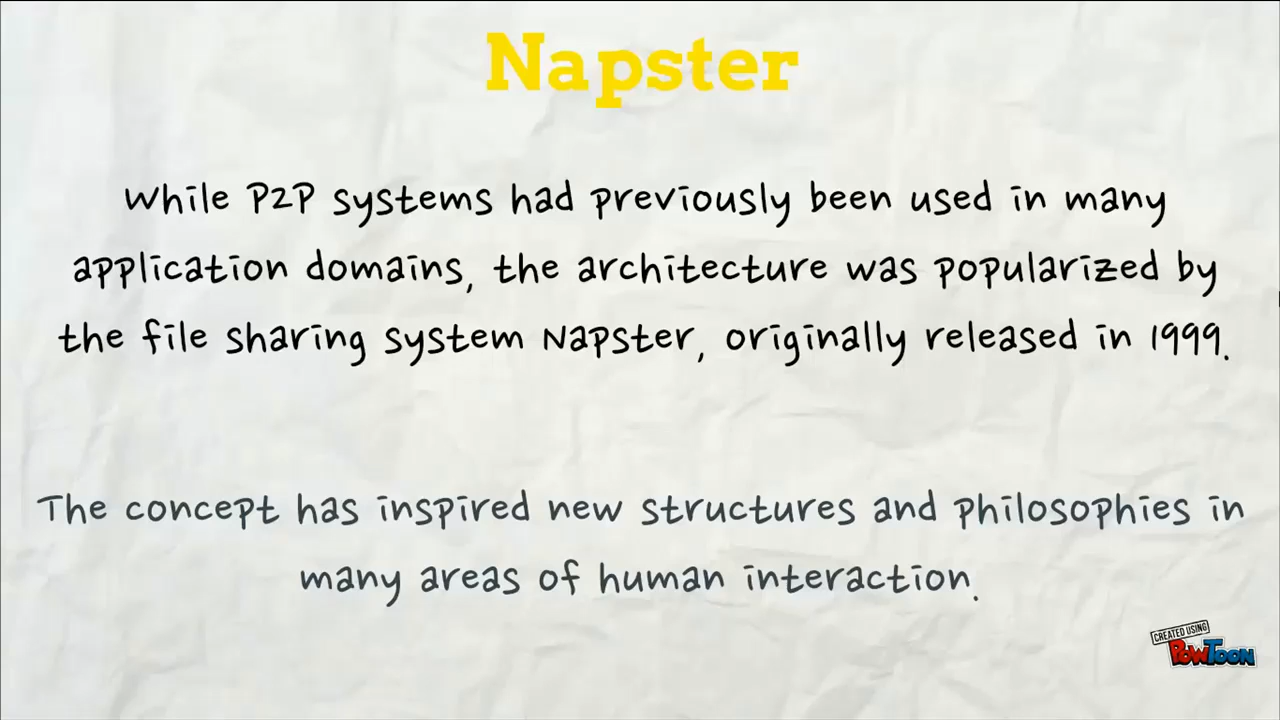 Napster
While P2P systems had previously been used in many
application domains, the architecture was popularized by
the file sharing system Napster, originally released in 1999.
The concept has inspired new structures and philosophies in
many areas of human interaction.
CREATED USING
POWTOON